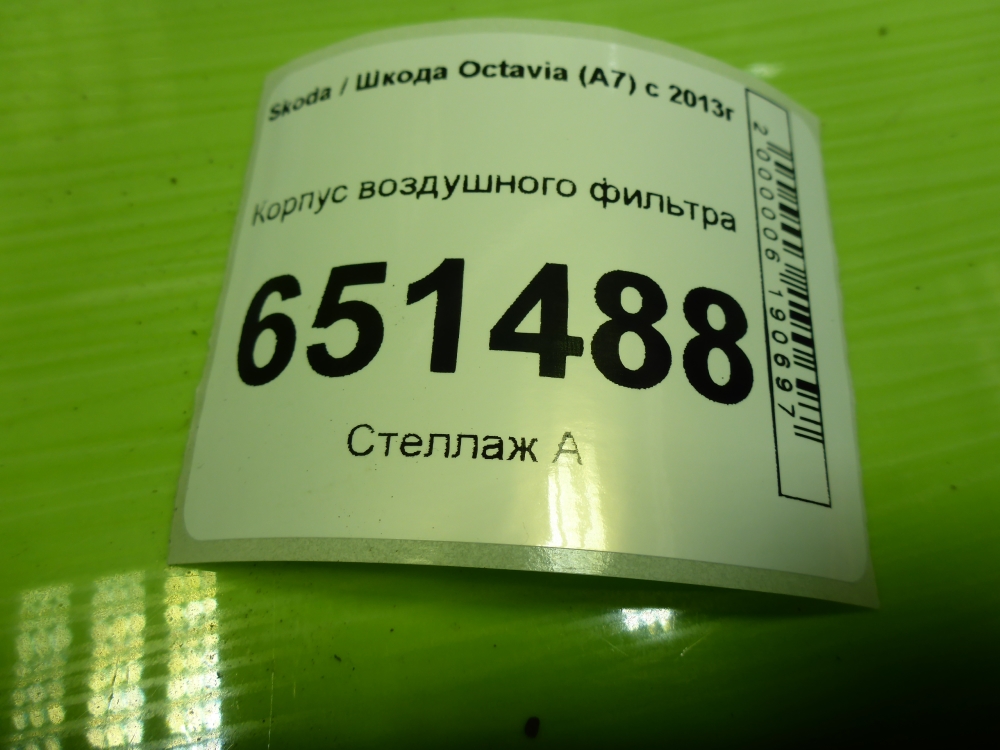 Skoda / Шкода Octavia (A7) с 2013г
Корпус воздушного фильтра
651488
Стеллаж А
2000006190697